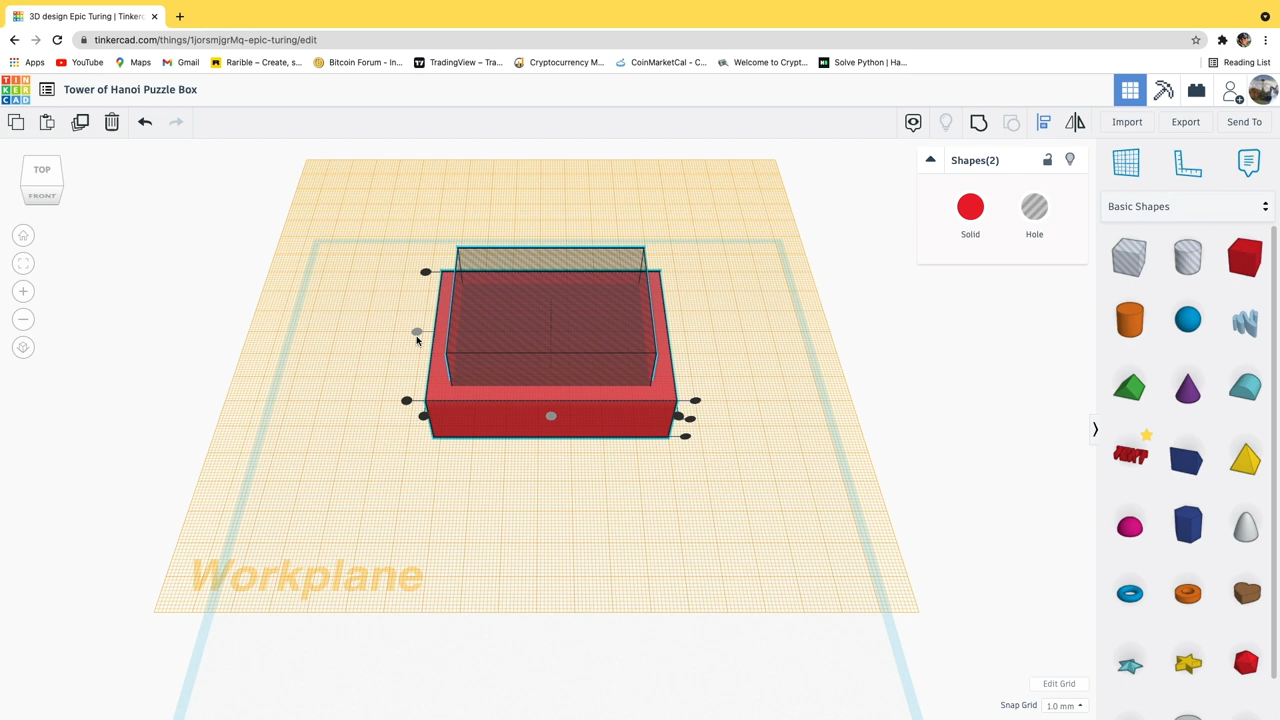 3D design Epic Turing | Tinkerc
tinkercad.com/things/1jorsmjgrMq-epic-turing/edit
Apps YouTube Maps Gmail Rarible – Create, s... Bitcoin Forum - In... TradingView – Tra... Cryptocurrency M... CoinMarketCal - C... Welcome to Crypt... Solve Python | Ha... Reading List
TIN
KER
CAD
Tower of Hanoi Puzzle Box
Import Export Send To
TOP
FRONT
Shapes(2)
Solid Hole
Basic Shapes
TEXT
Workplane
Edit Grid
Snap Grid 1.0 mm